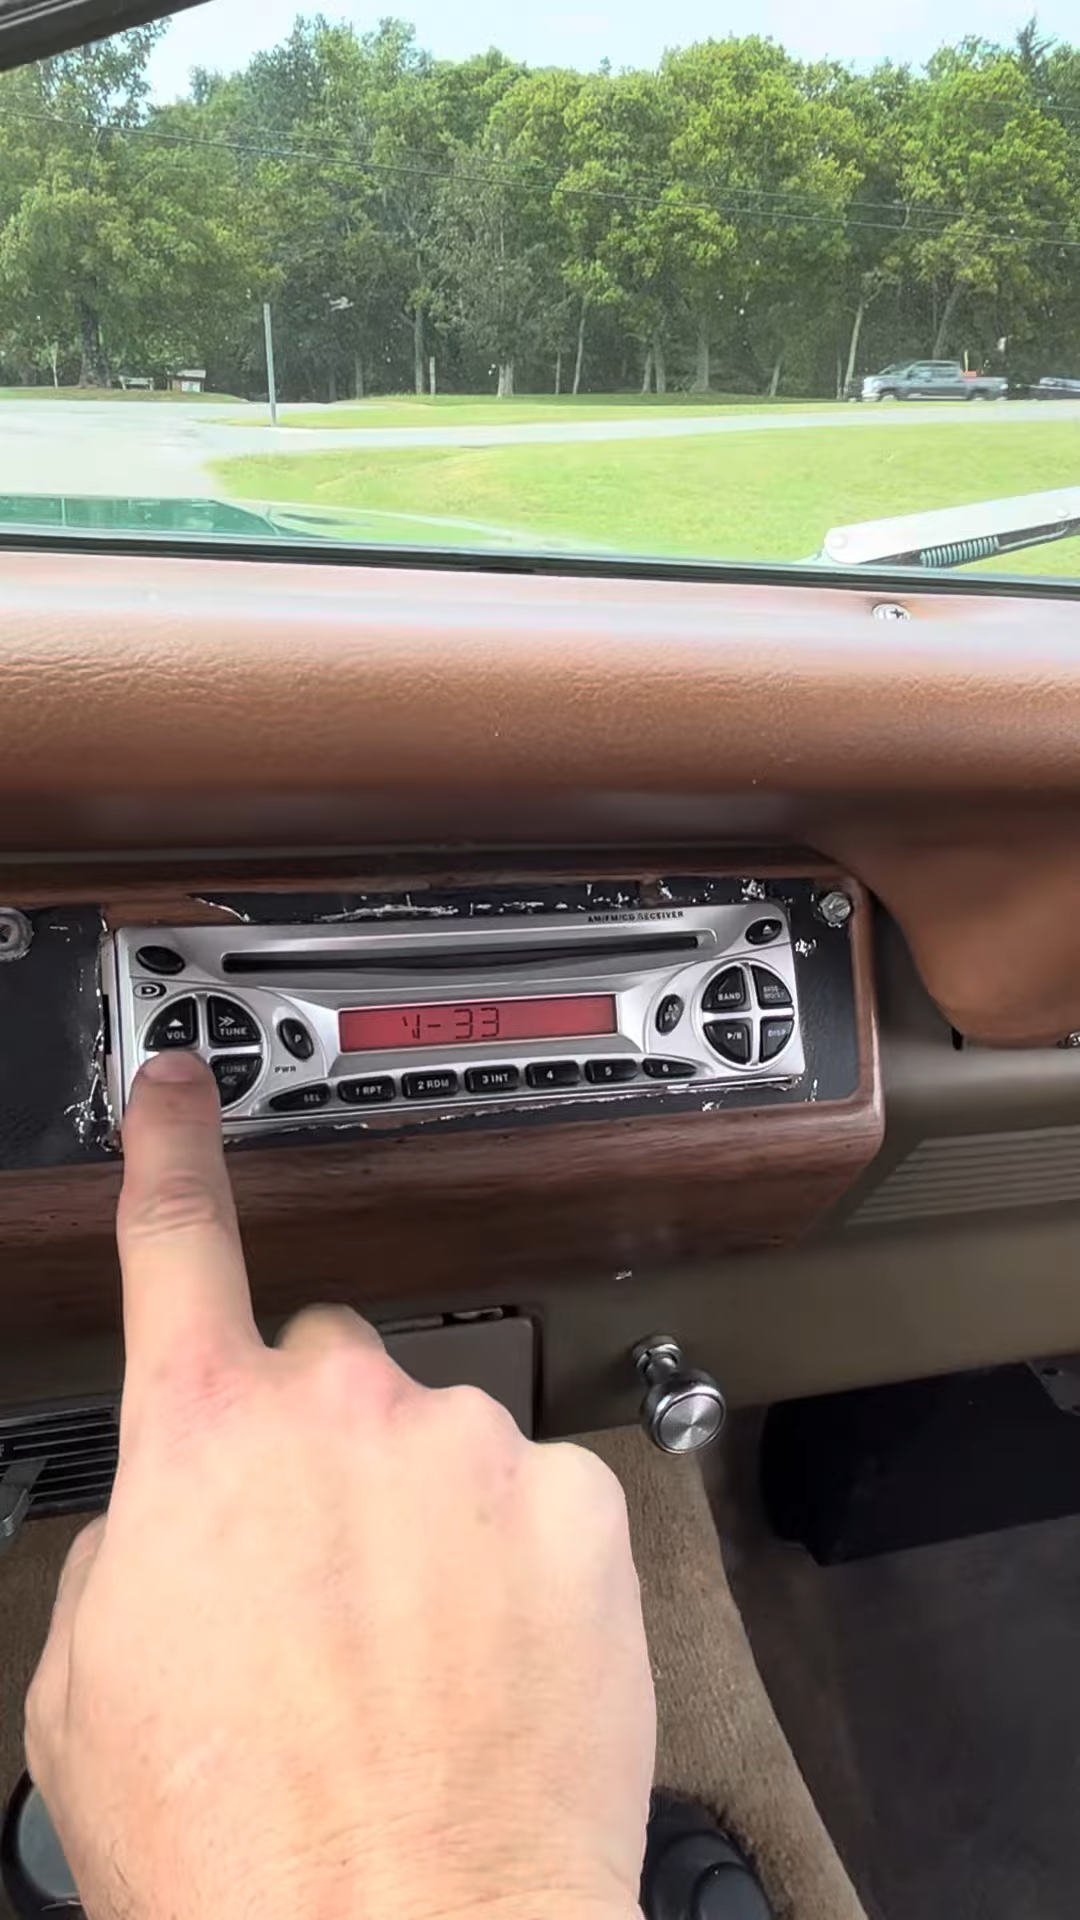 AM/FM/CD RECEIVER
D
VOL
TUNE
TUNE
P
PWR
V-33
SEL
1 RPT
2 RDM
3 INT
4
5
6
BAND
DISP